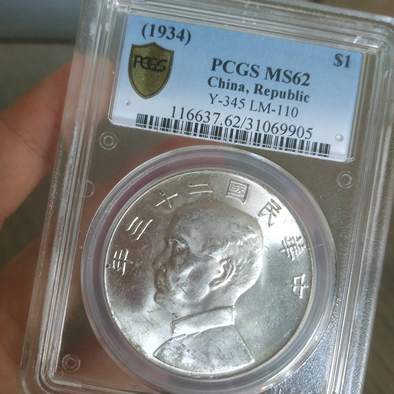 (1934)
$1
PCGS
PCGS MS62
China, Republic
Y-345 LM-110
116637.62/31069905
中華民國二十三年